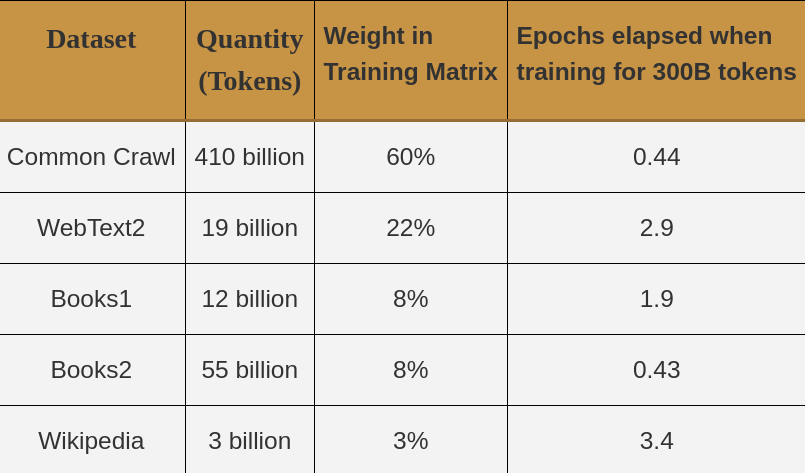 Dataset Quantity (Tokens) Weight in Training Matrix Epochs elapsed when training for 300B tokens
Common Crawl 410 billion 60% 0.44
WebText2 19 billion 22% 2.9
Books1 12 billion 8% 1.9
Books2 55 billion 8% 0.43
Wikipedia 3 billion 3% 3.4